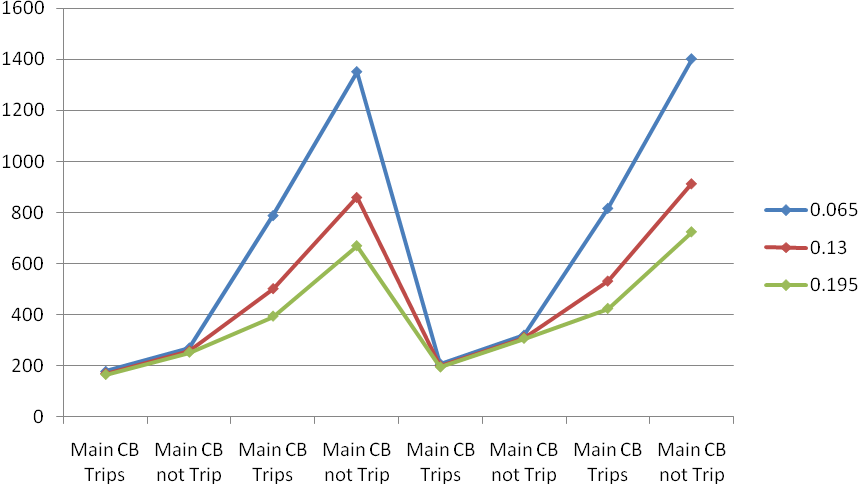 1600
1400
1200
1000
800
600
400
200
0
Main CB Trips
Main CB not Trip
Main CB Trips
Main CB not Trip
Main CB Trips
Main CB not Trip
Main CB Trips
Main CB not Trip
0.065
0.13
0.195